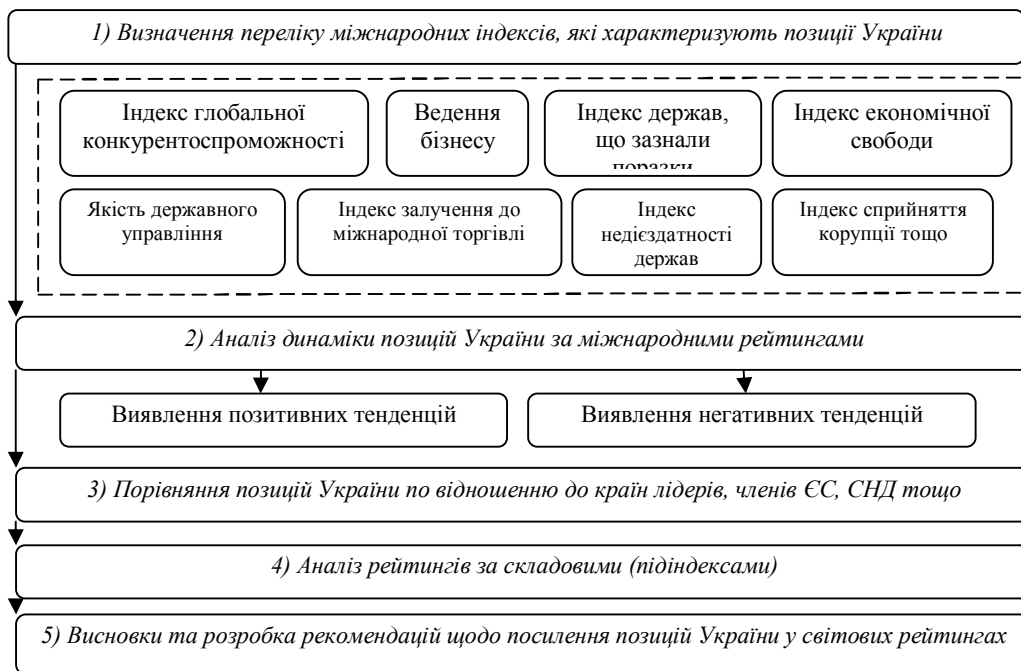 1) Визначення переліку міжнародних індексів, які характеризують позиції України
Індекс глобальної
конкурентоспроможності
Ведення
бізнесу
Індекс держав,
що зазнали
поразки
Індекс економічної
свободи
Якість державного
управління
Індекс залучення до
міжнародної торгівлі
Індекс
недієздатності
держав
Індекс сприйняття
корупції тощо
2) Аналіз динаміки позицій України за міжнародними рейтингами
Виявлення позитивних тенденцій
Виявлення негативних тенденцій
3) Порівняння позицій України по відношенню до країн лідерів, членів ЄС, СНД тощо
4) Аналіз рейтингів за складовими (підіндексами)
5) Висновки та розробка рекомендацій щодо посилення позицій України у світових рейтингах